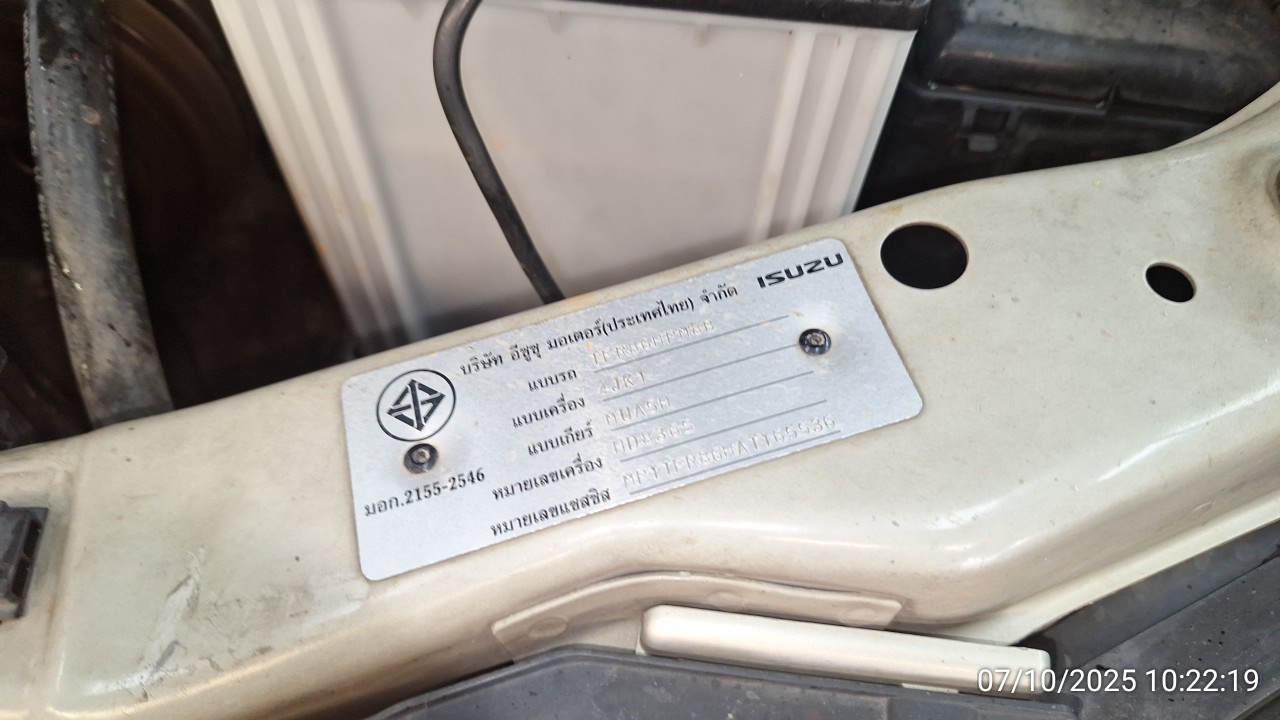 ISUZU
บริษัท อีซูซุ มอเตอร์(ประเทศไทย) จำกัด
แบบรถ
แบบเครื่อง 4JK1
แบบเกียร์ MUA5H
หมายเลขเครื่อง
หมายเลขแชสซิส
มอก.2155-2546
07/10/2025 10:22:19